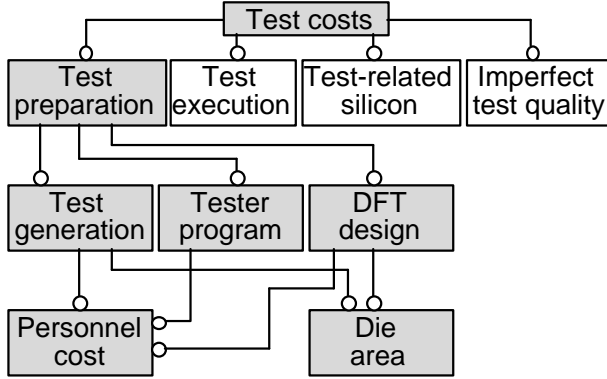 Test costs
Test
preparation
Test
execution
Test-related
silicon
Imperfect
test quality
Test
generation
Tester
program
DFT
design
Personnel
cost
Die
area